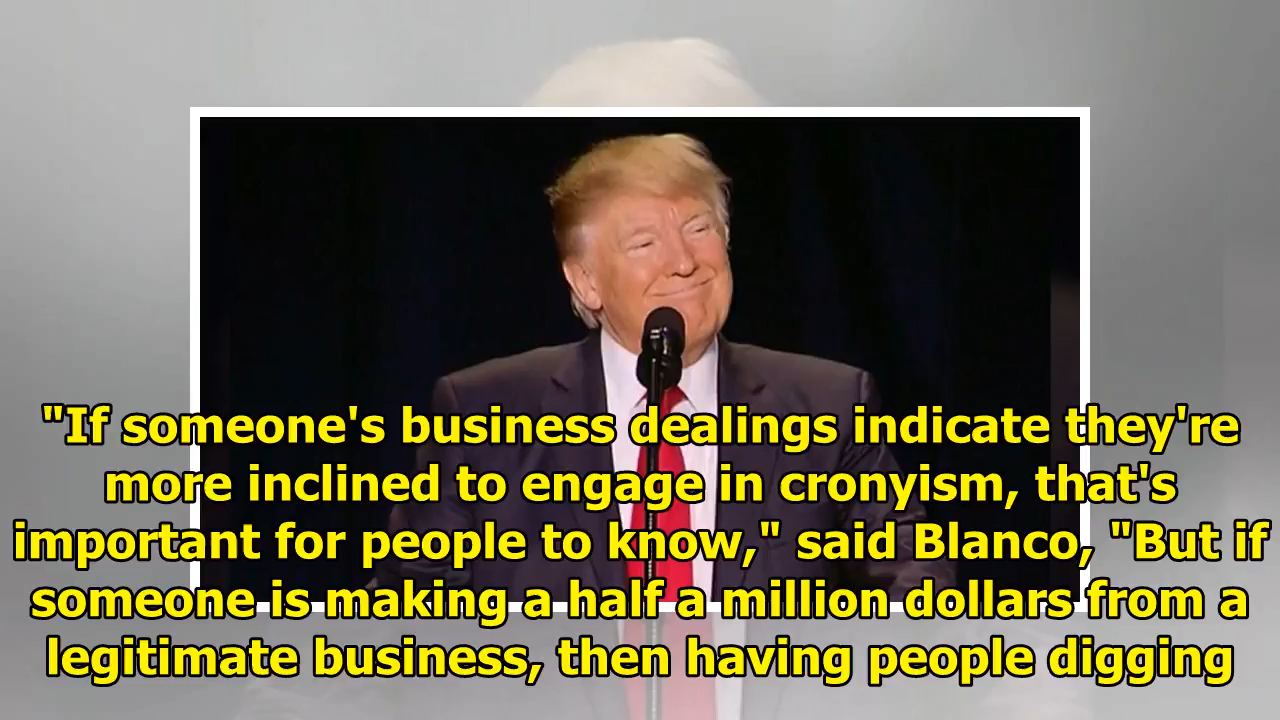 "If someone's business dealings indicate they're
more inclined to engage in cronyism, that's
important for people to know," said Blanco, "But if
someone is making a half a million dollars from a
legitimate business, then having people digging